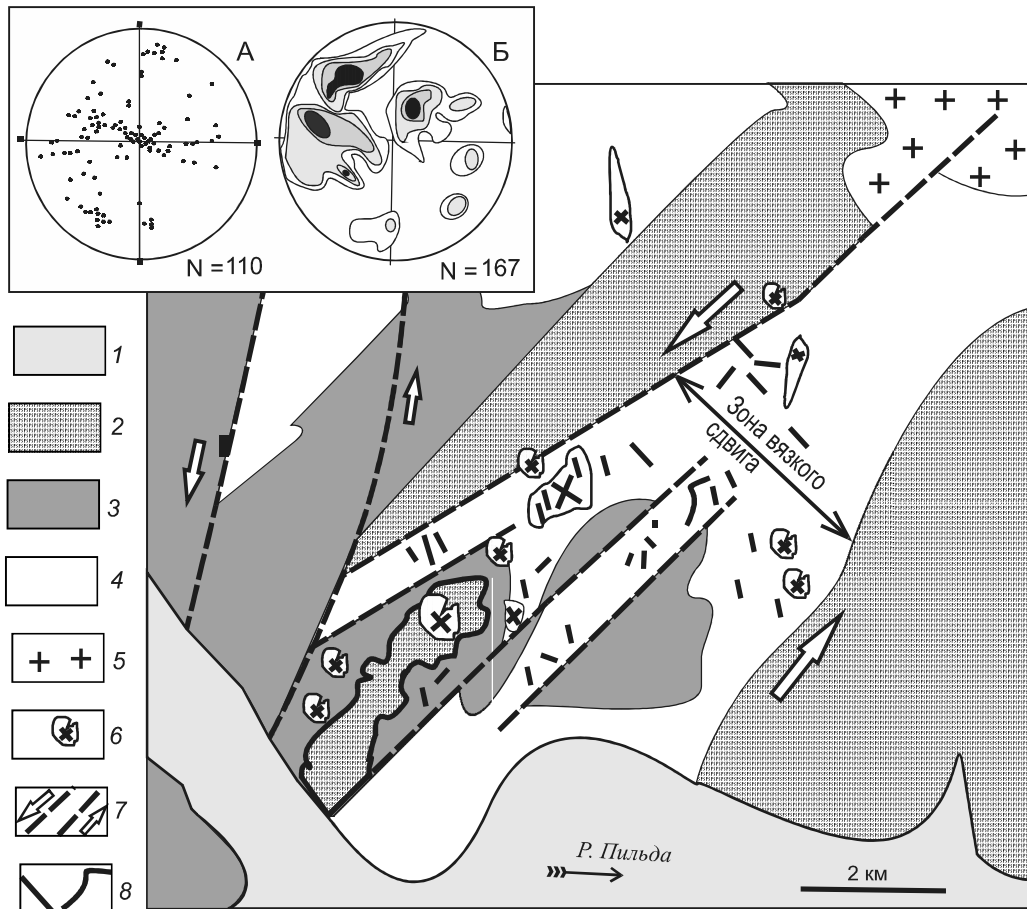 А
Б
N = 110
N = 167
1
2
3
4
5
6
7
8
Зона вязкого
сдвига
Р. Пильда
2 км